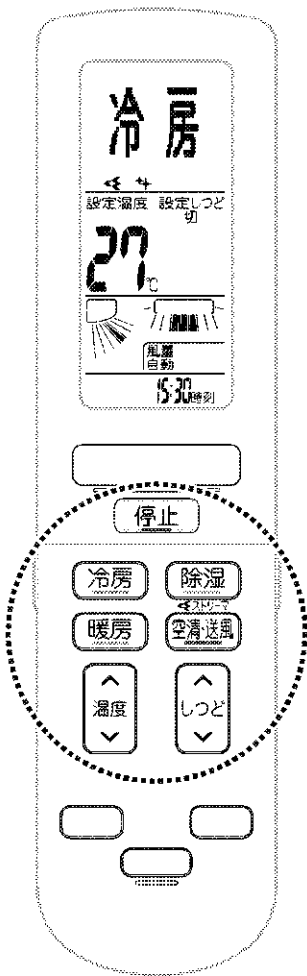 冷房
設定温度 設定しつど
切
27℃
風量
自動
15:30時刻
停止
冷房 除湿
ストリーマ
暖房 空清・送風
温度 しつど